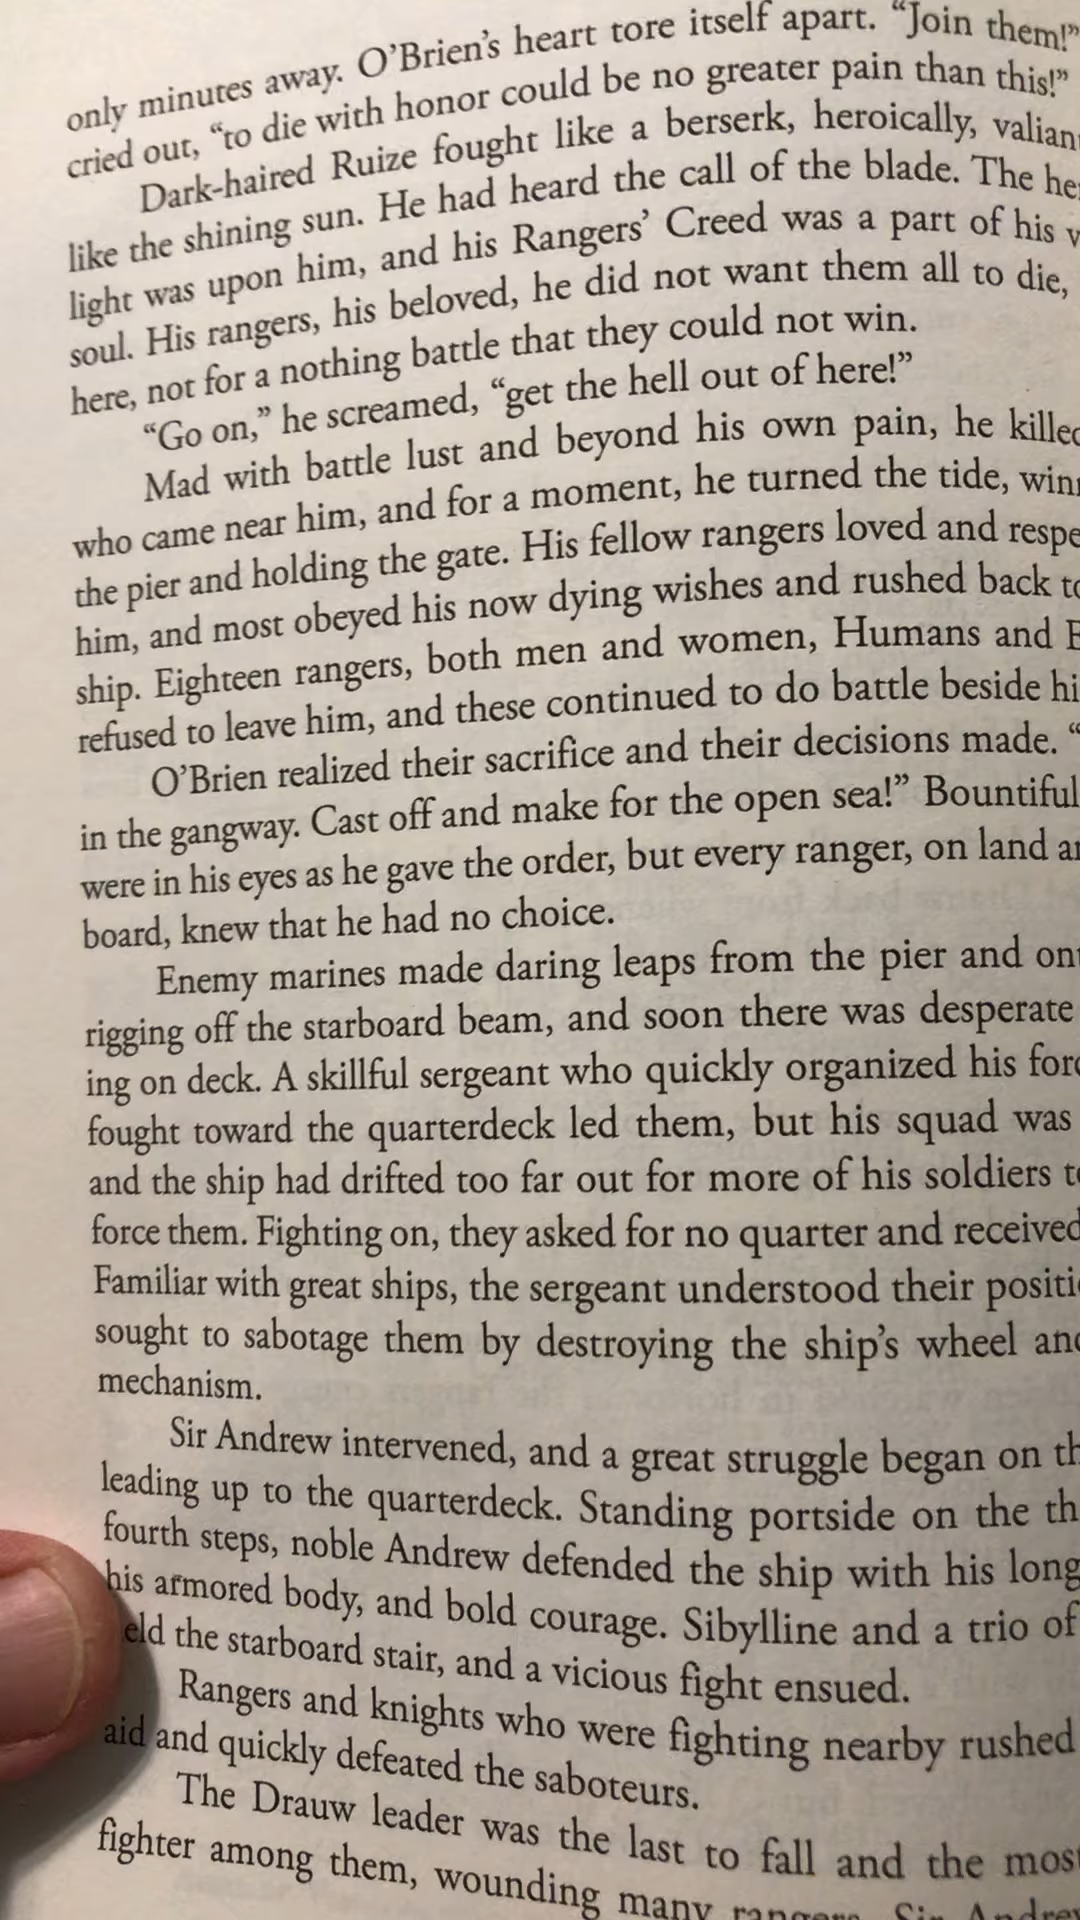 only minutes away. O’Brien’s heart tore itself apart. “Join them!”
cried out, “to die with honor could be no greater pain than this!”
Dark-haired Ruize fought like a berserk, heroically,
like the shining sun. He had heard the call of the blade. The
light was upon him, and his Rangers’ Creed was a part of his
soul. His rangers, his beloved, he did not want them all to die,
here, not for a nothing battle that they could not win.
“Go on,” he screamed, “get the hell out of here!”
Mad with battle lust and beyond his own pain, he
who came near him, and for a moment, he turned the tide,
the pier and holding the gate. His fellow rangers loved and
him, and most obeyed his now dying wishes and rushed back
ship. Eighteen rangers, both men and women, Humans and
refused to leave him, and these continued to do battle beside
O’Brien realized their sacrifice and their decisions made. “
in the gangway. Cast off and make for the open sea!” Bountiful
were in his eyes as he gave the order, but every ranger, on land
board, knew that he had no choice.
Enemy marines made daring leaps from the pier and
rigging off the starboard beam, and soon there was desperate
ing on deck. A skillful sergeant who quickly organized his
fought toward the quarterdeck led them, but his squad was
and the ship had drifted too far out for more of his soldiers
force them. Fighting on, they asked for no quarter and received
Familiar with great ships, the sergeant understood their
sought to sabotage them by destroying the ship’s wheel
mechanism.
Sir Andrew intervened, and a great struggle began on
leading up to the quarterdeck. Standing portside on the
fourth steps, noble Andrew defended the ship with his long
his armored body, and bold courage. Sibylline and a trio of
eld the starboard stair, and a vicious fight ensued.
Rangers and knights who were fighting nearby rushed
aid and quickly defeated the saboteurs.
The Drauw leader was the last to fall and the most
fighter among them, wounding many rangers. Sir Andrew